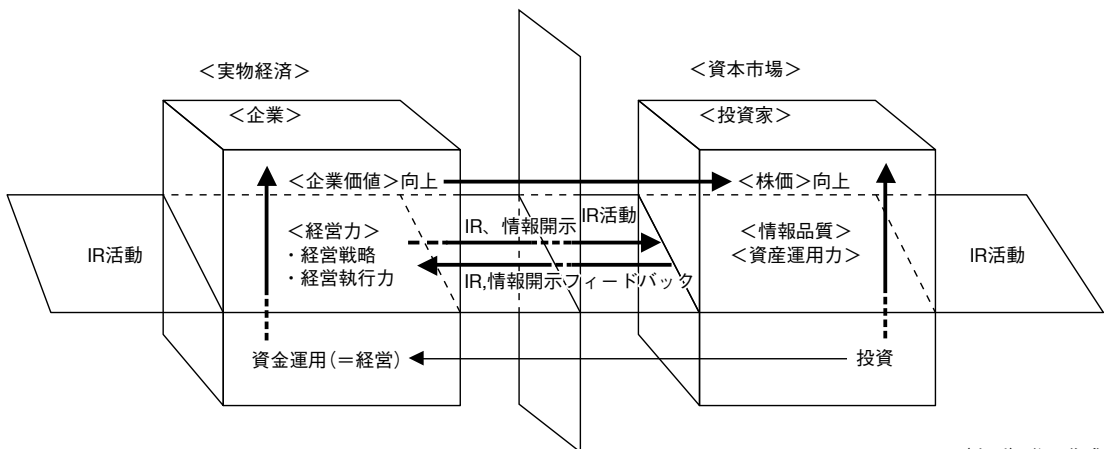 ＜実物経済＞
＜資本市場＞
＜企業＞
＜投資家＞
＜企業価値＞向上
＜株価＞向上
IR活動
＜経営力＞
・経営戦略
・経営執行力
IR、情報開示
IR活動
IR,情報開示フィードバック
＜情報品質＞
＜資産運用力＞
IR活動
資金運用(＝経営)
投資